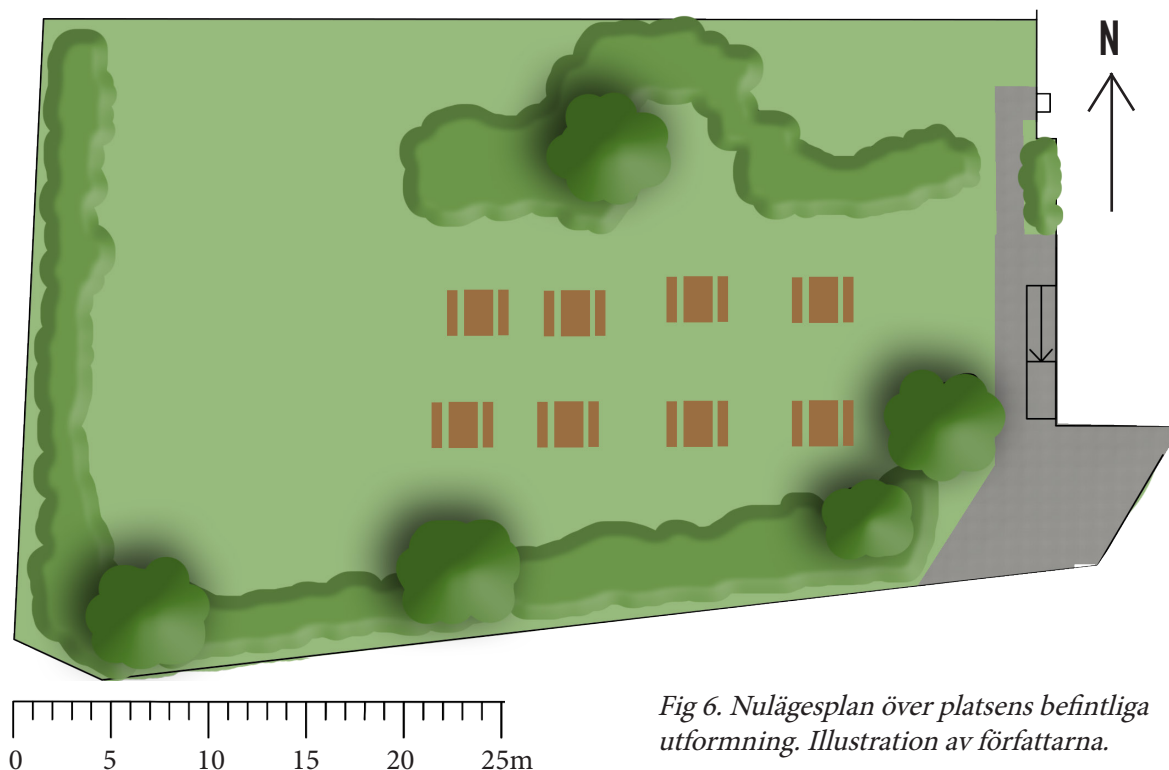 N
0 5 10 15 20 25m
Fig 6. Nulägesplan över platsens befintliga
utformning. Illustration av författarna.